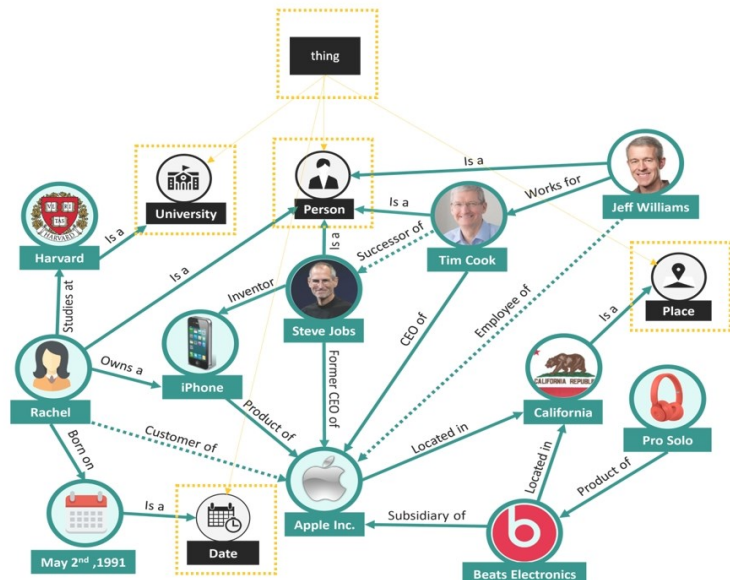 thing
Is a
Works for
Jeff Williams
University
Person
Is a
HARVARD
Harvard
Is a
Is a
Is a
Successor of
Tim Cook
Place
Studies at
Inventor
Steve Jobs
Employee of
CEO of
Is a
CALIFORNIA REPUBLIC
Owns a
iPhone
Former CEO of
California
Pro Solo
Rachel
Product of
Customer of
Located in
Located in
Product of
Born on
Is a
Apple Inc.
Subsidiary of
Date
May 2nd ,1991
Beats Electronics